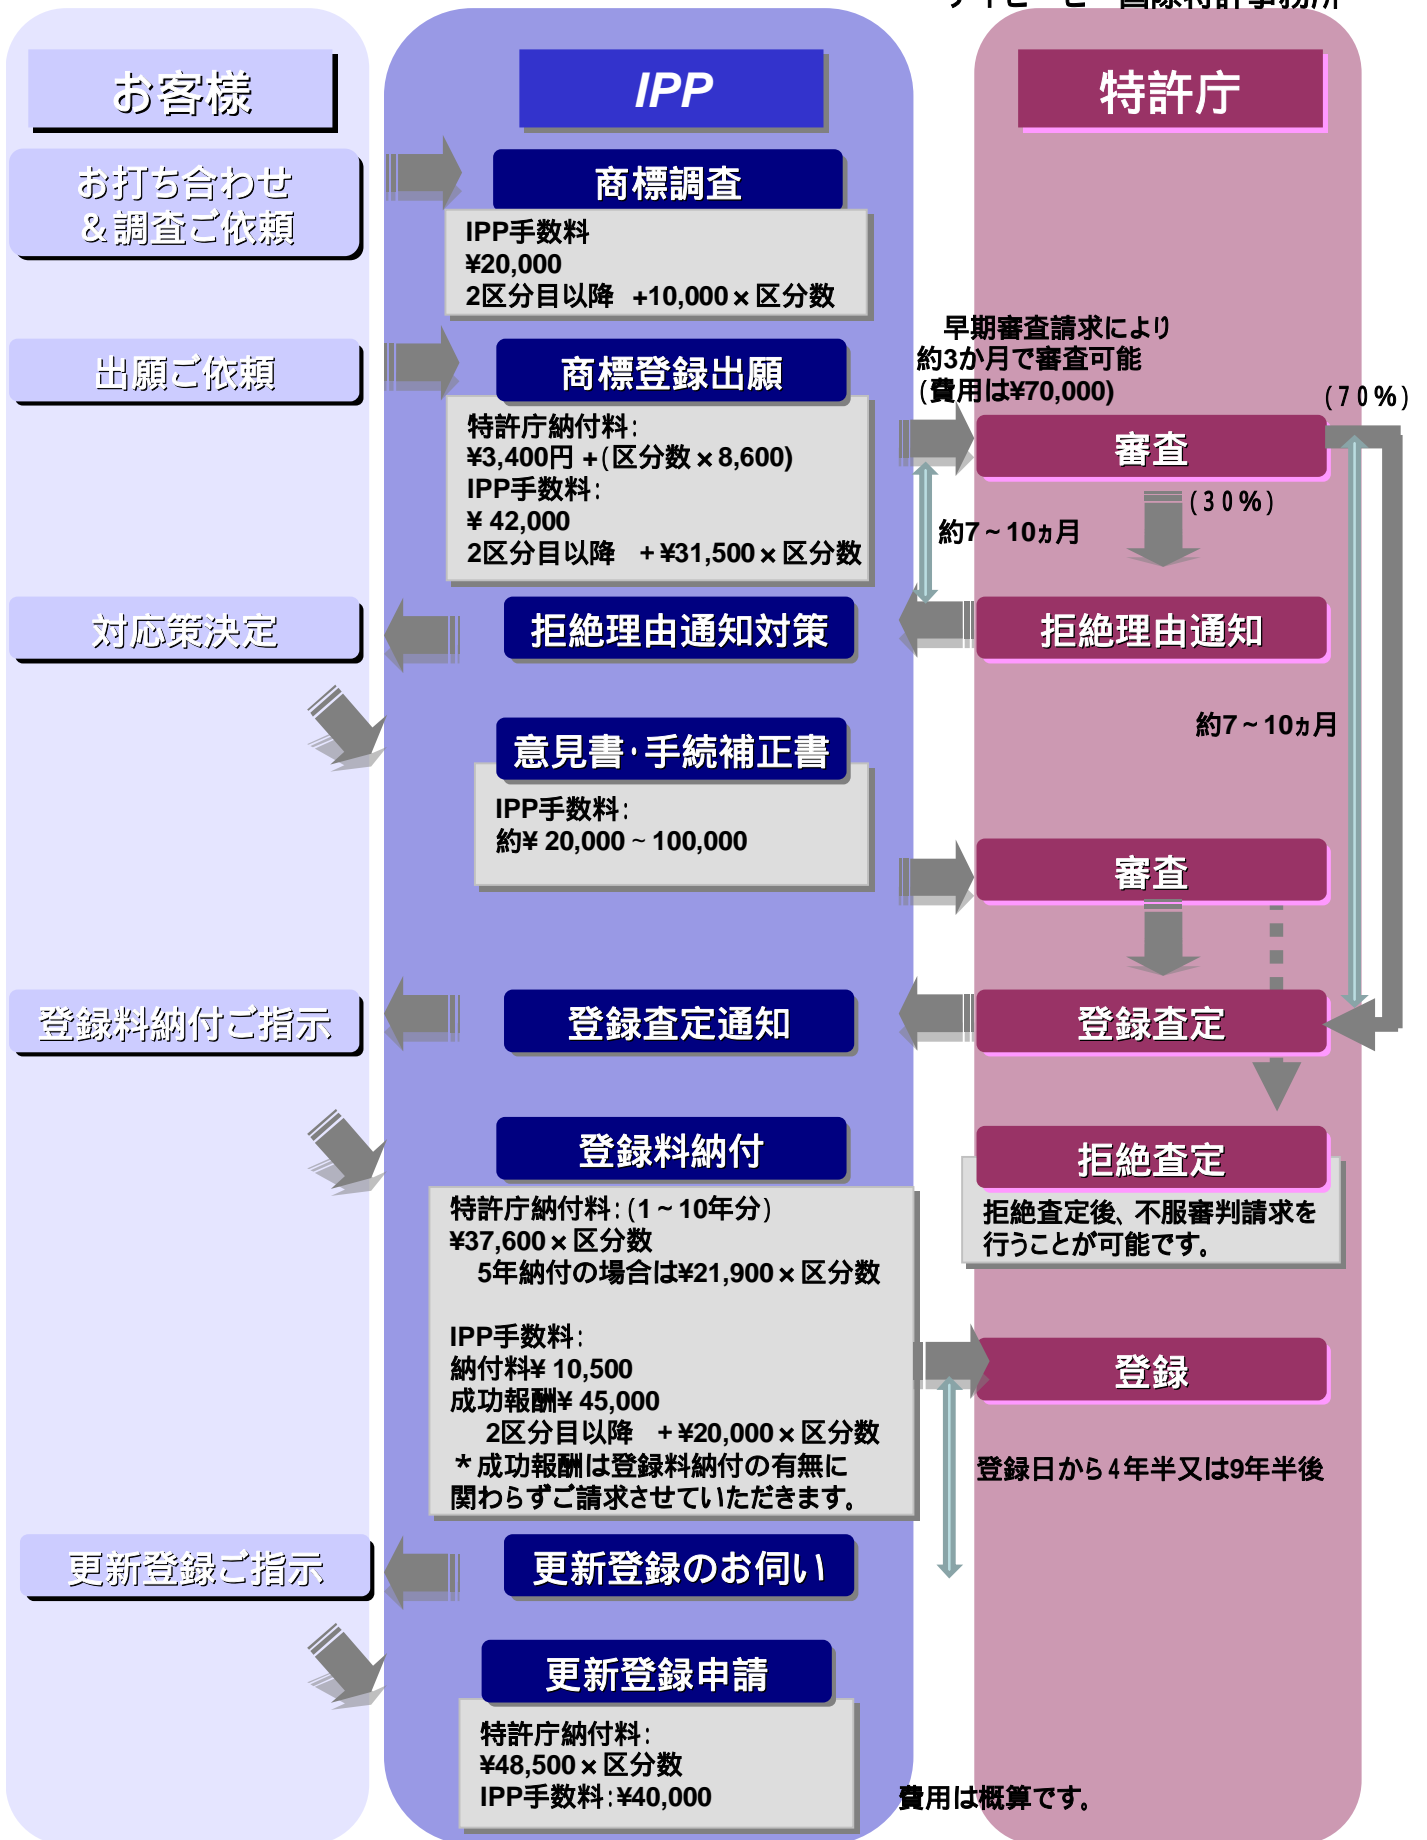 国際特許事務所
お客様
IPP
特許庁
お打ち合わせ
&調査ご依頼
商標調査
IPP手数料
¥20,000
2区分目以降 +10,000×区分数
早期審査請求により
約3か月で審査可能
(費用は¥70,000)
出願ご依頼
商標登録出願
(70%)
特許庁納付料:
¥3,400円 +(区分数×8,600)
IPP手数料:
¥ 42,000
2区分目以降 +¥31,500×区分数
審査
(30%)
約7~10ヵ月
対応策決定
拒絶理由通知対策
拒絶理由通知
約7~10ヵ月
意見書・手続補正書
IPP手数料:
約¥ 20,000~100,000
審査
登録料納付ご指示
登録査定通知
登録査定
登録料納付
特許庁納付料:(1~10年分)
¥37,600×区分数
5年納付の場合は¥21,900×区分数
IPP手数料:
納付料¥ 10,500
成功報酬¥ 45,000
2区分目以降 +¥20,000×区分数
*成功報酬は登録料納付の有無に
関わらずご請求させていただきます。
拒絶査定
拒絶査定後、不服審判請求を
行うことが可能です。
登録
登録日から4年半又は9年半後
更新登録ご指示
更新登録のお伺い
更新登録申請
特許庁納付料:
¥48,500×区分数
IPP手数料:¥40,000
費用は概算です。